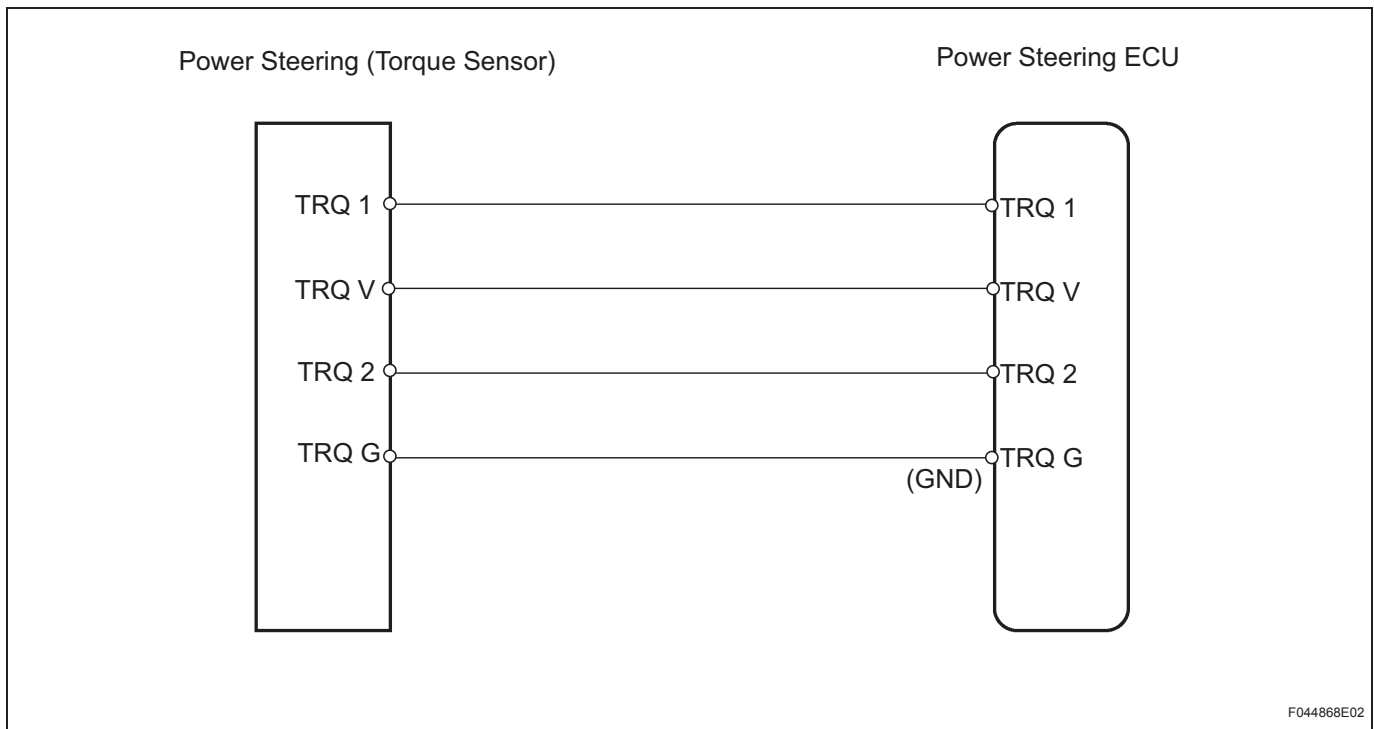 Power Steering (Torque Sensor)
Power Steering ECU
TRQ 1
TRQ 1
TRQ V
TRQ V
TRQ 2
TRQ 2
TRQ G
TRQ G
(GND)
F044868E02